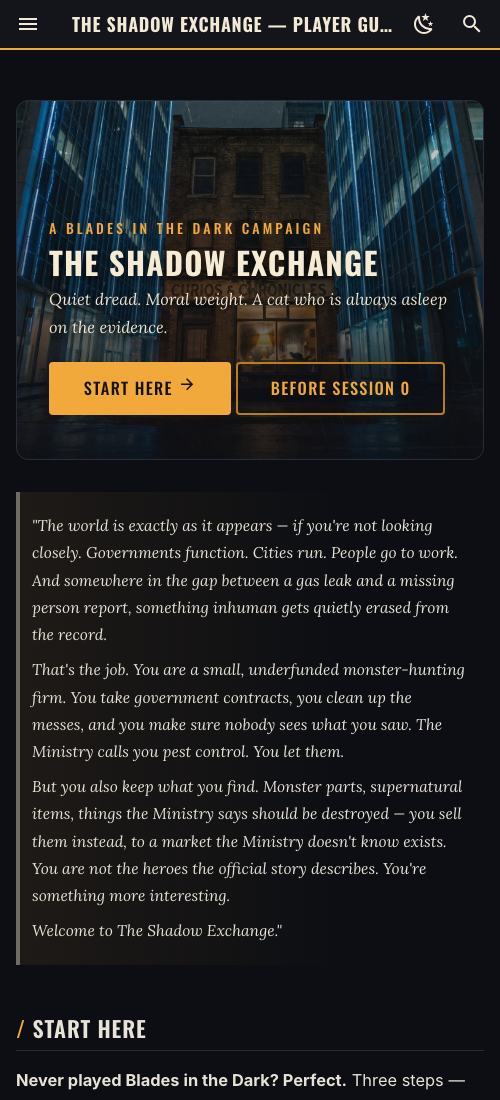 THE SHADOW EXCHANGE — PLAYER GU...
A BLADES IN THE DARK CAMPAIGN
THE SHADOW EXCHANGE
CURIOS & CHRONICLES
Quiet dread. Moral weight. A cat who is always asleep
on the evidence.
START HERE →
BEFORE SESSION 0
"The world is exactly as it appears — if you're not looking
closely. Governments function. Cities run. People go to work.
And somewhere in the gap between a gas leak and a missing
person report, something inhuman gets quietly erased from
the record.
That's the job. You are a small, underfunded monster-hunting
firm. You take government contracts, you clean up the
messes, and you make sure nobody sees what you saw. The
Ministry calls you pest control. You let them.
But you also keep what you find. Monster parts, supernatural
items, things the Ministry says should be destroyed — you sell
them instead, to a market the Ministry doesn't know exists.
You are not the heroes the official story describes. You're
something more interesting.
Welcome to The Shadow Exchange."
/ START HERE
Never played Blades in the Dark? Perfect. Three steps —